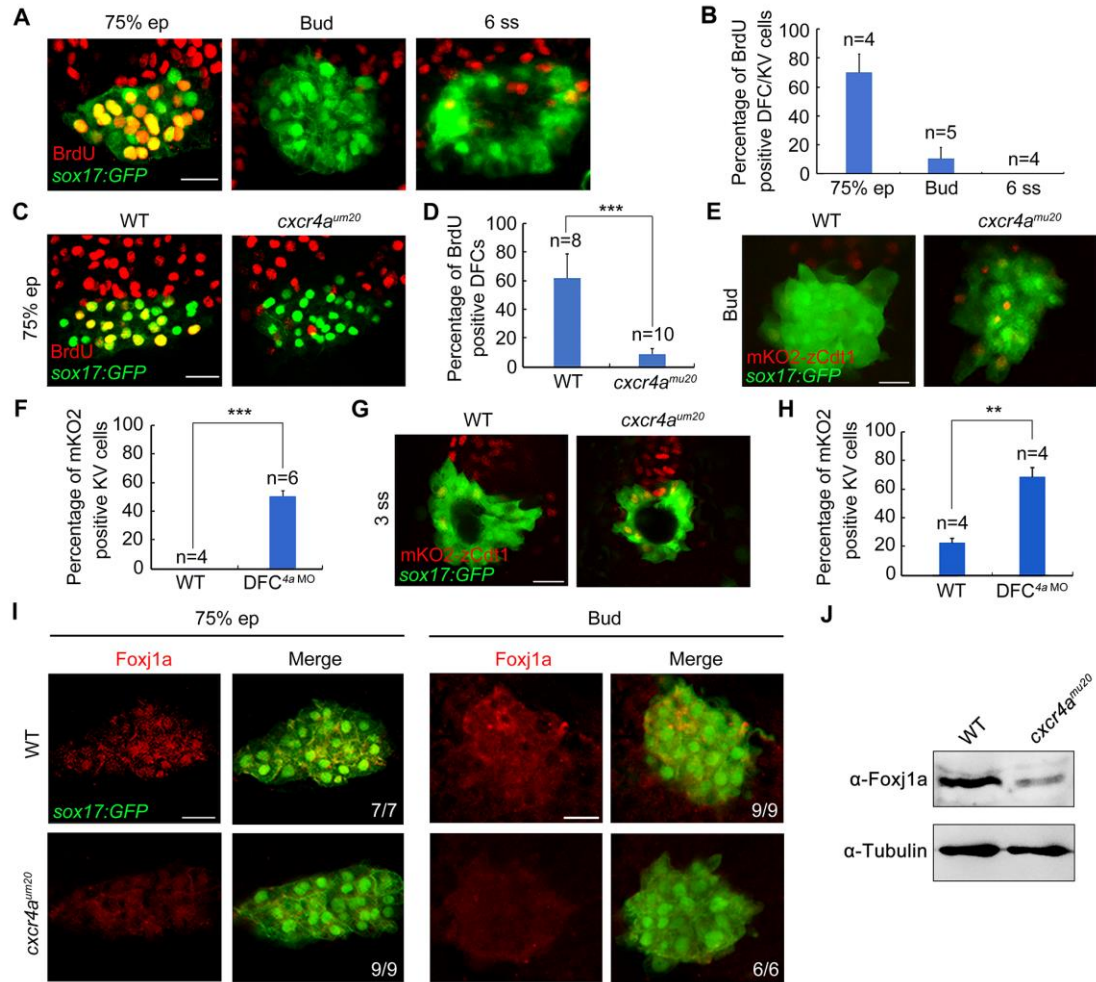 A
75% ep
Bud
6 ss
BrdU
sox17:GFP
B
Percentage of BrdU
positive DFC/KV cells
100
80
60
40
20
0
n=4
n=5
n=4
75% ep
Bud
6 ss
C
WT
cxcr4a^um20
75% ep
BrdU
sox17:GFP
D
Percentage of BrdU
positive DFCs
100
80
60
40
20
0
***
n=8
n=10
WT
cxcr4a^mu20
E
WT
cxcr4a^mu20
Bud
mKO2-zCdt1
sox17:GFP
F
Percentage of mKO2
positive KV cells
100
80
60
40
20
0
***
n=4
n=6
WT
DFC^4a MO
G
WT
cxcr4a^um20
3 ss
mKO2-zCdt1
sox17:GFP
H
Percentage of mKO2
positive KV cells
100
80
60
40
20
0
**
n=4
n=4
WT
DFC^4a MO
I
75% ep
Bud
Foxj1a
Merge
Foxj1a
Merge
WT
sox17:GFP
7/7
9/9
cxcr4a^um20
9/9
6/6
J
WT
cxcr4a^mu20
α-Foxj1a
α-Tubulin